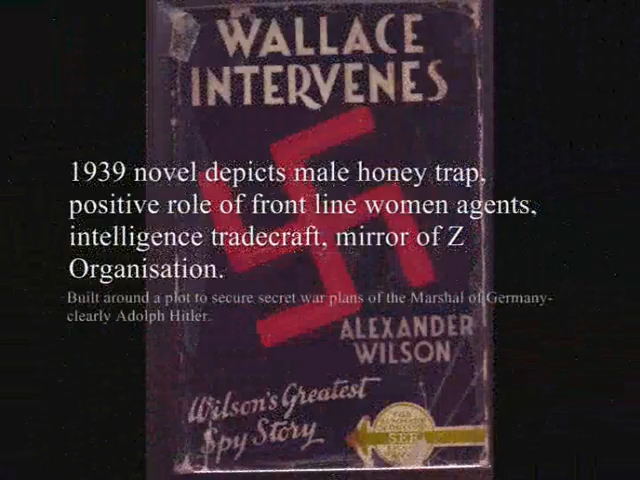 WALLACE
INTERVENES
1939 novel depicts male honey trap,
positive role of front line women agents,
intelligence tradecraft, mirror of Z
Organisation.
Built around a plot to secure secret war plans of the Marshal of Germany-
clearly Adolph Hitler.
ALEXANDER
WILSON
Wilson's Greatest
Spy Story